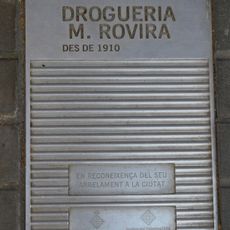 DROGUERIA
M. ROVIRA
DES DE 1910
EN RECONEIXENÇA DEL SEU
ARRELAMENT A LA CIUTAT